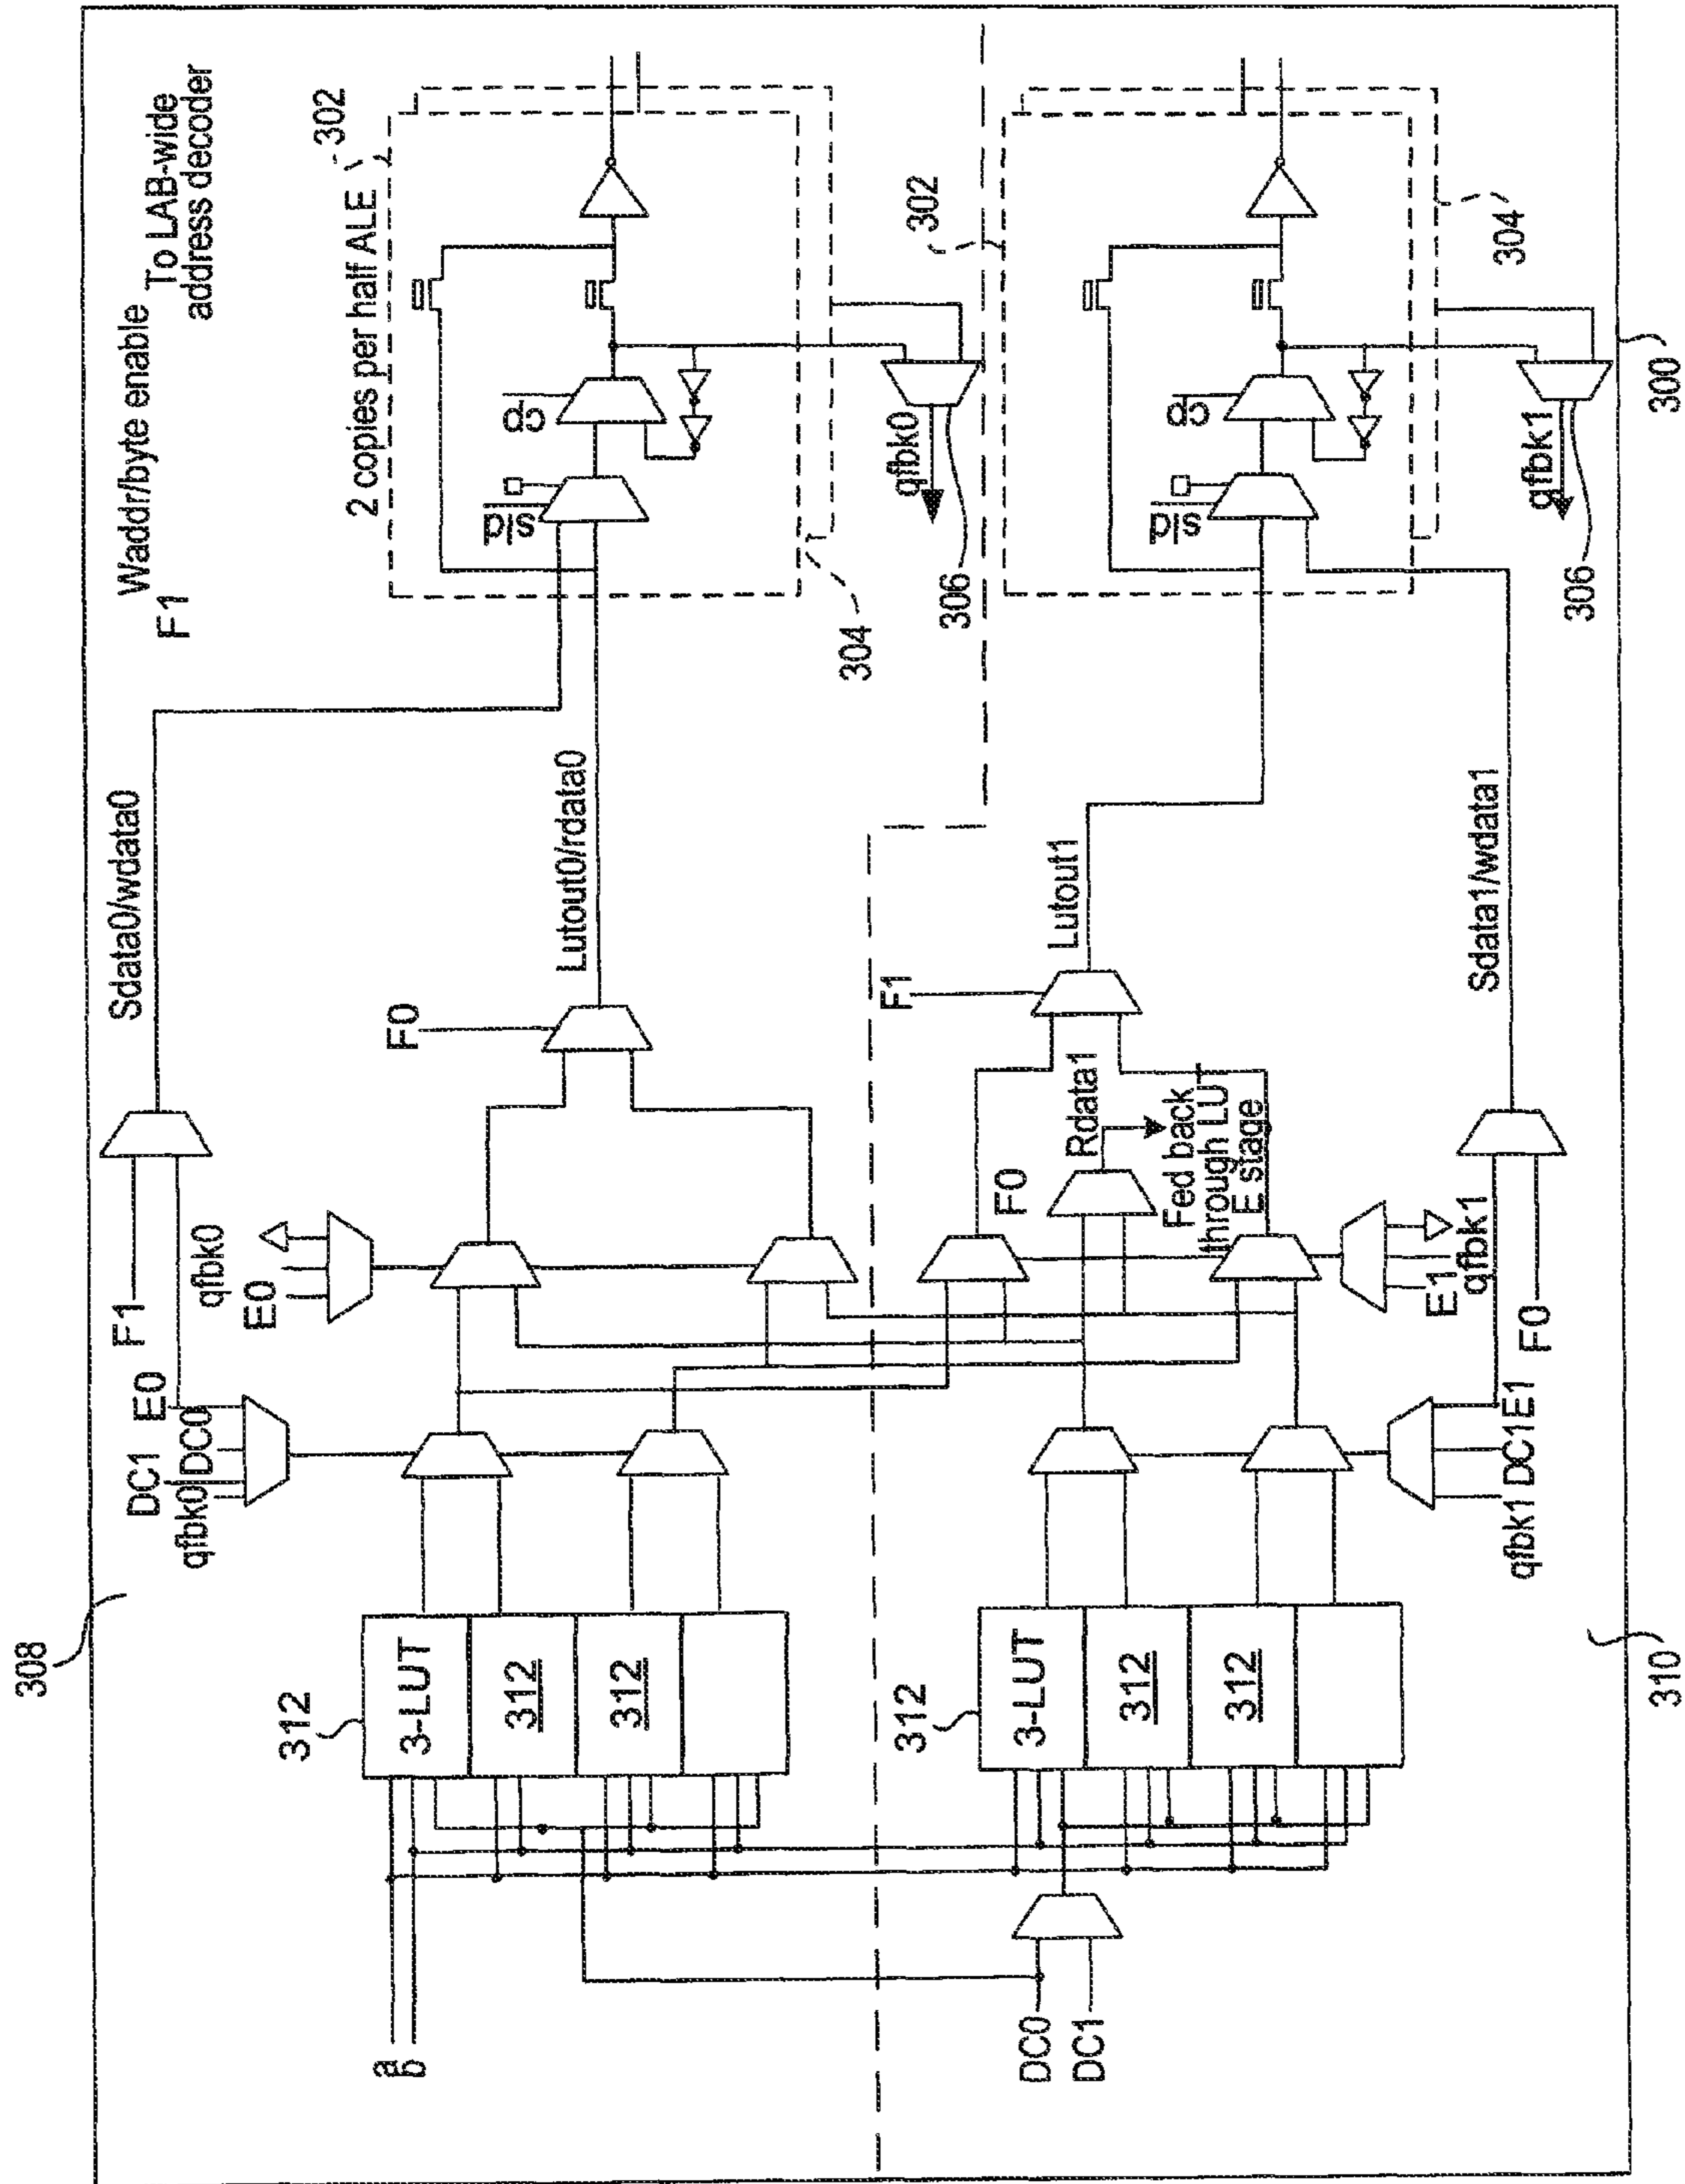 308
Waddr/byte enable
F1
To LAB-wide
address decoder
2 copies per half ALE
302
Sdata0/wdata0
F1
DC1
E0
qfbk0
DC0
E0
qfbk0
F0
Lutout0/rdata0
sld
cp
qfbk0
306
304
312
3-LUT
312
312
a
b
302
304
F1
Lutout1
F0
Rdata1
Fed back
through LUT
E stage
sld
cp
qfbk1
306
300
312
3-LUT
312
312
DC0
DC1
E1
qfbk1
qfbk1
DC1
E1
F0
Sdata1/wdata1
310